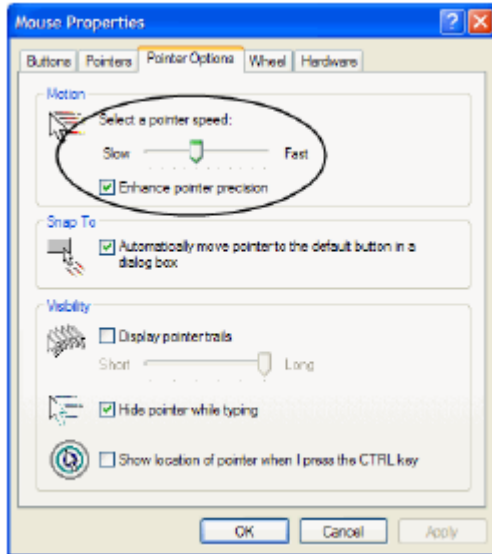 Mouse Properties
Buttons Pointers Pointer Options Wheel Hardware
Motion
Select a pointer speed:
Slow Fast
Enhance pointer precision
Snap To
Automatically move pointer to the default button in a
dialog box
Visibility
Display pointer trails
Short Long
Hide pointer while typing
Show location of pointer when I press the CTRL key
OK Cancel Apply